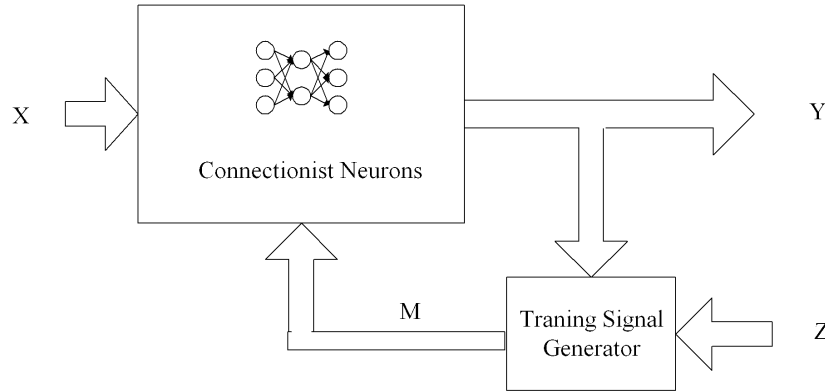 X
Y
Connectionist Neurons
M
Traning Signal
Generator
Z